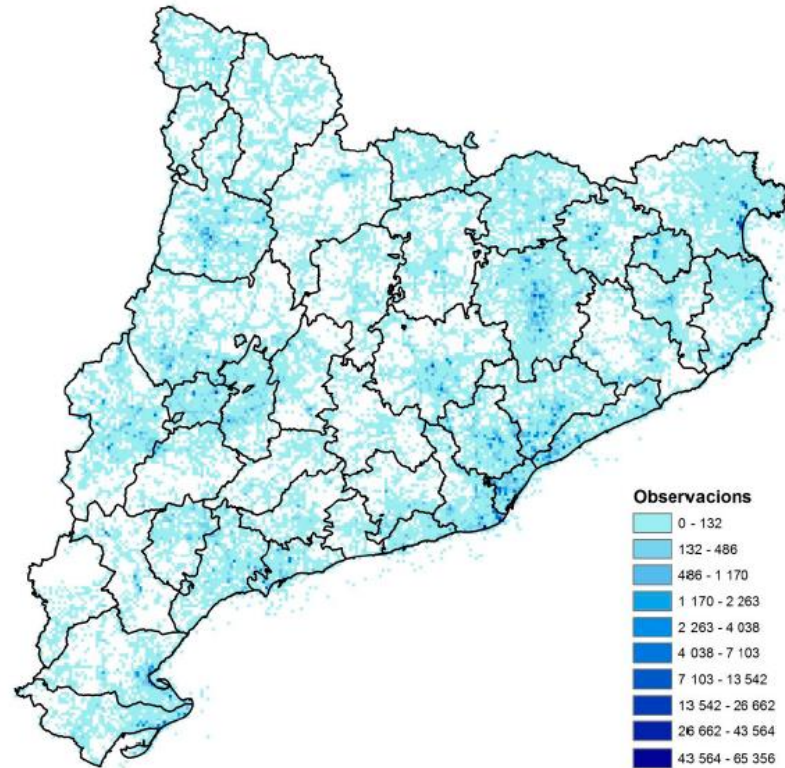 Observacions
0 - 132
132 - 486
486 - 1 170
1 170 - 2 263
2 263 - 4 038
4 038 - 7 103
7 103 - 13 542
13 542 - 26 662
26 662 - 43 564
43 564 - 65 356